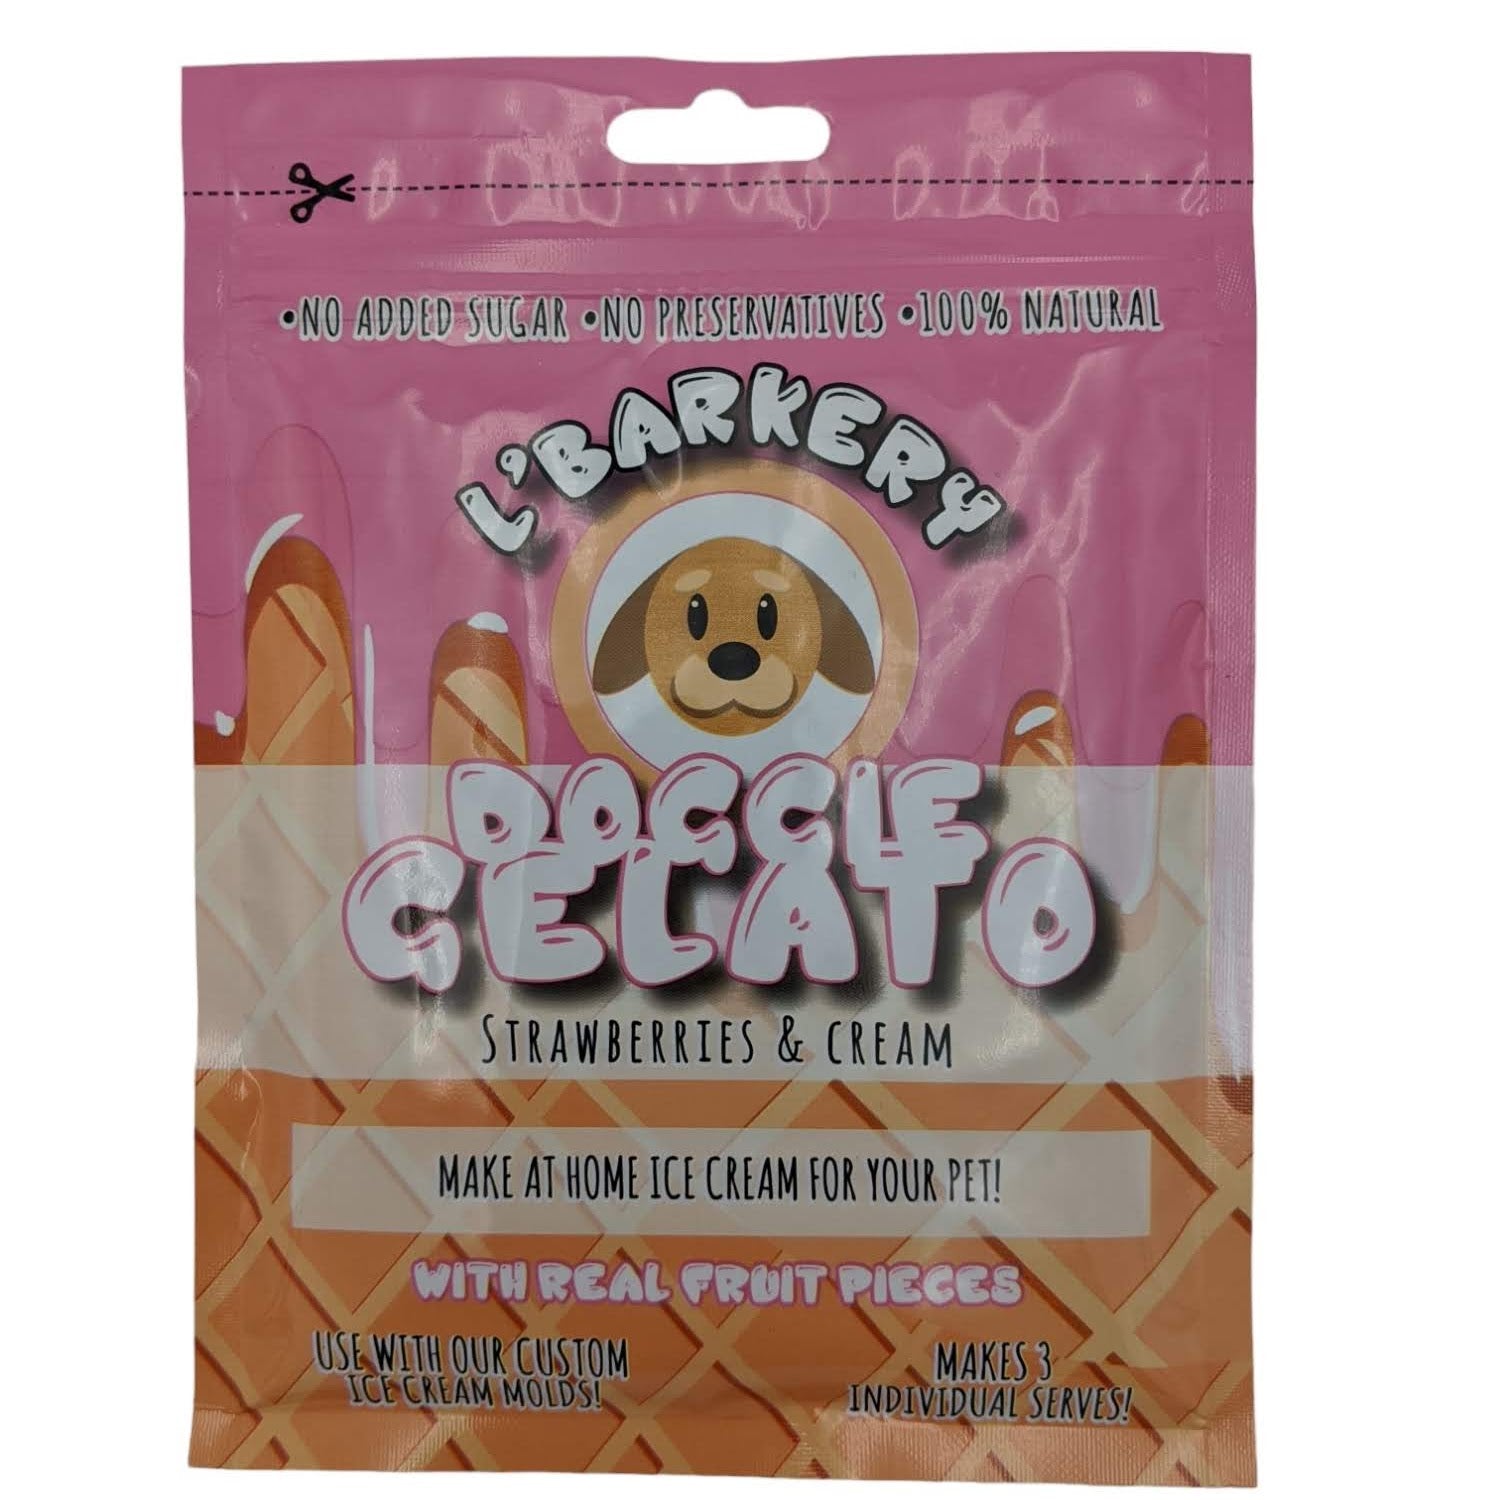 •NO ADDED SUGAR •NO PRESERVATIVES •100% NATURAL
L'BARKERY
DOGGIE
GELATO
STRAWBERRIES & CREAM
MAKE AT HOME ICE CREAM FOR YOUR PET!
WITH REAL FRUIT PIECES
USE WITH OUR CUSTOM
ICE CREAM MOLDS!
MAKES 3
INDIVIDUAL SERVES!